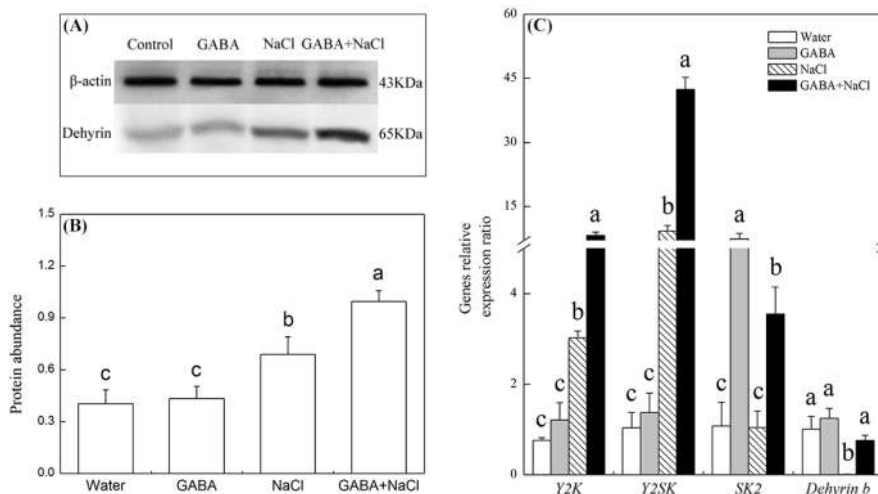 (A)
Control GABA NaCl GABA+NaCl
β-actin 43KDa
Dehyrin 65KDa
(B)
Protein abundance
1.5
1.2
0.9
0.6
0.3
0.0
c c b a
Water GABA NaCl GABA+NaCl
(C)
Genes relative
expression ratio
60
45
30
15
4
2
0
Water
GABA
NaCl
GABA+NaCl
c c b a
c c b a
c a c b
a a b a
Y2K Y2SK SK2 Dehyrin b